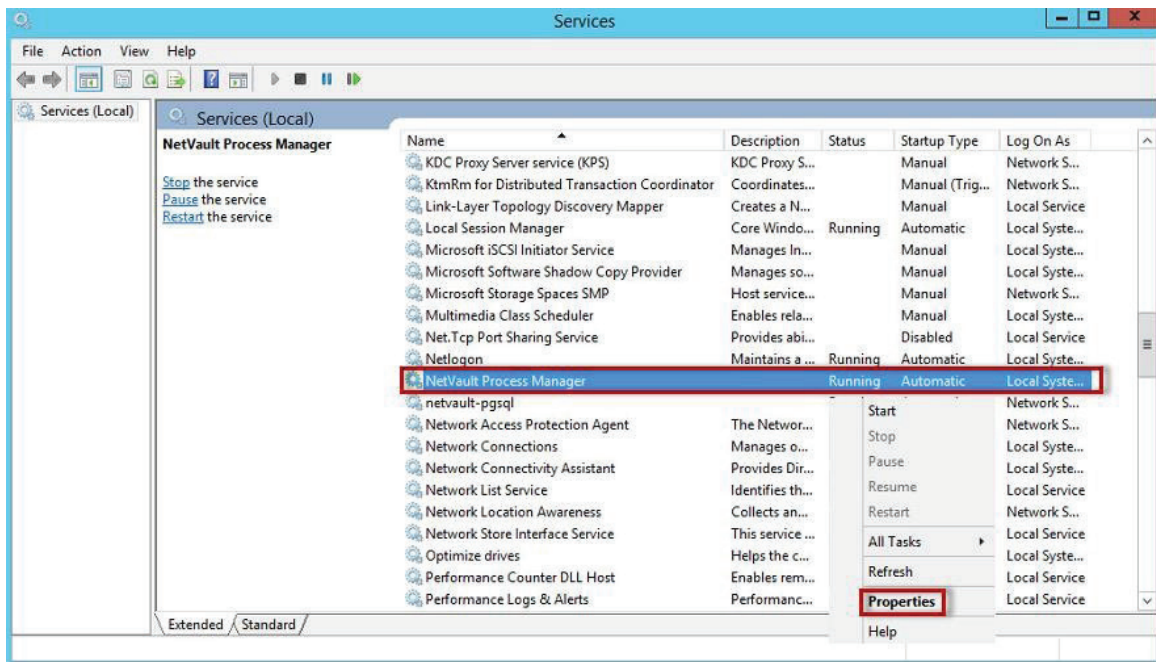 Services
File Action View Help
Services (Local)
Services (Local)
NetVault Process Manager
Stop the service
Pause the service
Restart the service
Name Description Status Startup Type Log On As
KDC Proxy Server service (KPS) KDC Proxy S... Manual Network S...
KtmRm for Distributed Transaction Coordinator Coordinates... Manual (Trig... Network S...
Link-Layer Topology Discovery Mapper Creates a N... Manual Local Service
Local Session Manager Core Windo... Running Automatic Local Syste...
Microsoft iSCSI Initiator Service Manages In... Manual Local Syste...
Microsoft Software Shadow Copy Provider Manages so... Manual Local Syste...
Microsoft Storage Spaces SMP Host service... Manual Network S...
Multimedia Class Scheduler Enables rela... Manual Local Syste...
Net.Tcp Port Sharing Service Provides abi... Disabled Local Service
Netlogon Maintains a ... Running Automatic Local Syste...
NetVault Process Manager Running Automatic Local Syste...
netvault-pgsql Network S...
Network Access Protection Agent The Networ... Network S...
Network Connections Manages o... Local Syste...
Network Connectivity Assistant Provides Dir... Local Syste...
Network List Service Identifies th... Local Service
Network Location Awareness Collects an... Network S...
Network Store Interface Service This service ... Local Service
Optimize drives Helps the c... Local Syste...
Performance Counter DLL Host Enables rem... Local Service
Performance Logs & Alerts Performanc... Local Service
Start
Stop
Pause
Resume
Restart
All Tasks
Refresh
Properties
Help
Extended Standard